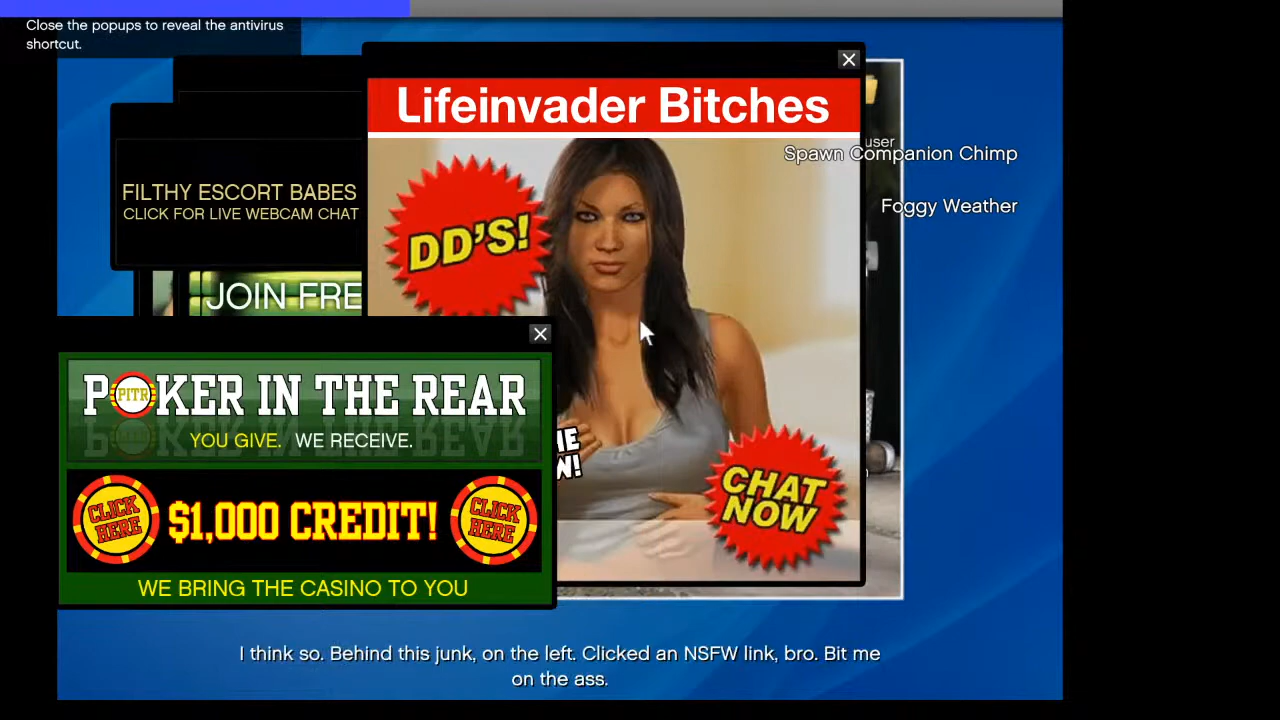 Close the popups to reveal the antivirus
shortcut.
Lifeinvader Bitches
user
Spawn Companion Chimp
Foggy Weather
FILTHY ESCORT BABES
CLICK FOR LIVE WEBCAM CHAT
DD'S!
JOIN FRE
POKER IN THE REAR
PITR
YOU GIVE. WE RECEIVE.
CHAT
NOW
CLICK
HERE
$1,000 CREDIT!
CLICK
HERE
WE BRING THE CASINO TO YOU
I think so. Behind this junk, on the left. Clicked an NSFW link, bro. Bit me
on the ass.